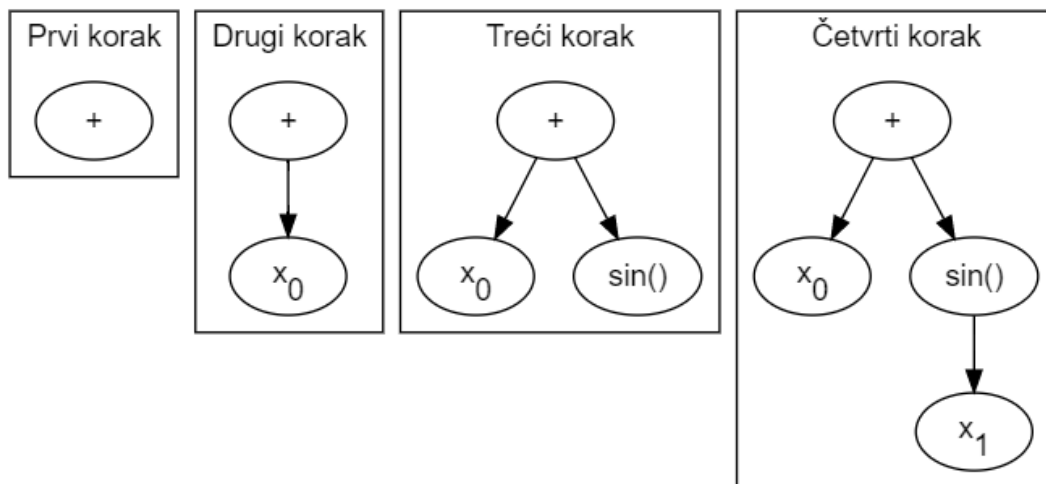 Prvi korak
+
Drugi korak
+
x0
Treći korak
+
x0 sin()
Četvrti korak
+
x0 sin()
x1